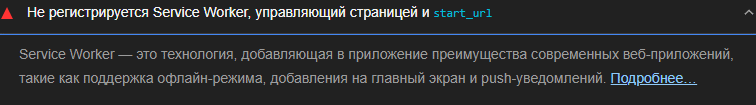 Не регистрируется Service Worker, управляющий страницей и start_url
Service Worker — это технология, добавляющая в приложение преимущества современных веб-приложений,
такие как поддержка офлайн-режима, добавления на главный экран и push-уведомлений. Подробнее…